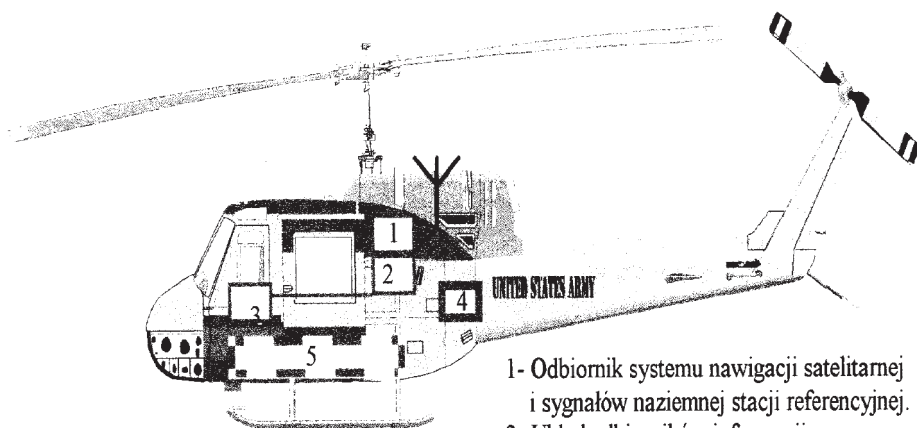 1
2
3
4
5
UNITED STATES ARMY
1- Odbiornik systemu nawigacji satelitarnej
i sygnałów naziemnej stacji referencyjnej.